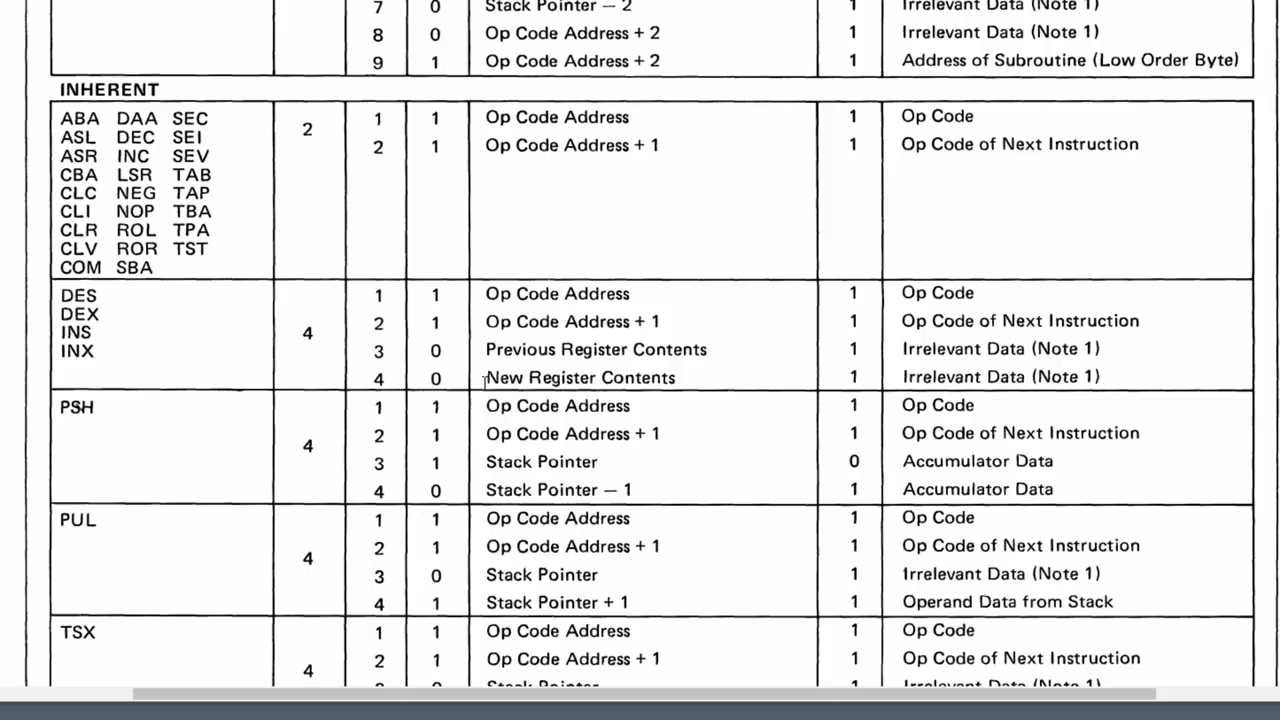 7 0 Stack Pointer — 2 1 Irrelevant Data (Note 1)
8 0 Op Code Address + 2 1 Irrelevant Data (Note 1)
9 1 Op Code Address + 2 1 Address of Subroutine (Low Order Byte)
INHERENT
ABA DAA SEC 2 1 1 Op Code Address 1 Op Code
ASL DEC SEI 2 1 Op Code Address + 1 1 Op Code of Next Instruction
ASR INC SEV
CBA LSR TAB
CLC NEG TAP
CLI NOP TBA
CLR ROL TPA
CLV ROR TST
COM SBA
DES 4 1 1 Op Code Address 1 Op Code
DEX 2 1 Op Code Address + 1 1 Op Code of Next Instruction
INS 3 0 Previous Register Contents 1 Irrelevant Data (Note 1)
INX 4 0 New Register Contents 1 Irrelevant Data (Note 1)
PSH 4 1 1 Op Code Address 1 Op Code
2 1 Op Code Address + 1 1 Op Code of Next Instruction
3 1 Stack Pointer 0 Accumulator Data
4 0 Stack Pointer — 1 1 Accumulator Data
PUL 4 1 1 Op Code Address 1 Op Code
2 1 Op Code Address + 1 1 Op Code of Next Instruction
3 0 Stack Pointer 1 Irrelevant Data (Note 1)
4 1 Stack Pointer + 1 1 Operand Data from Stack
TSX 4 1 1 Op Code Address 1 Op Code
2 1 Op Code Address + 1 1 Op Code of Next Instruction
Stack Pointer 1 Irrelevant Data (Note 1)